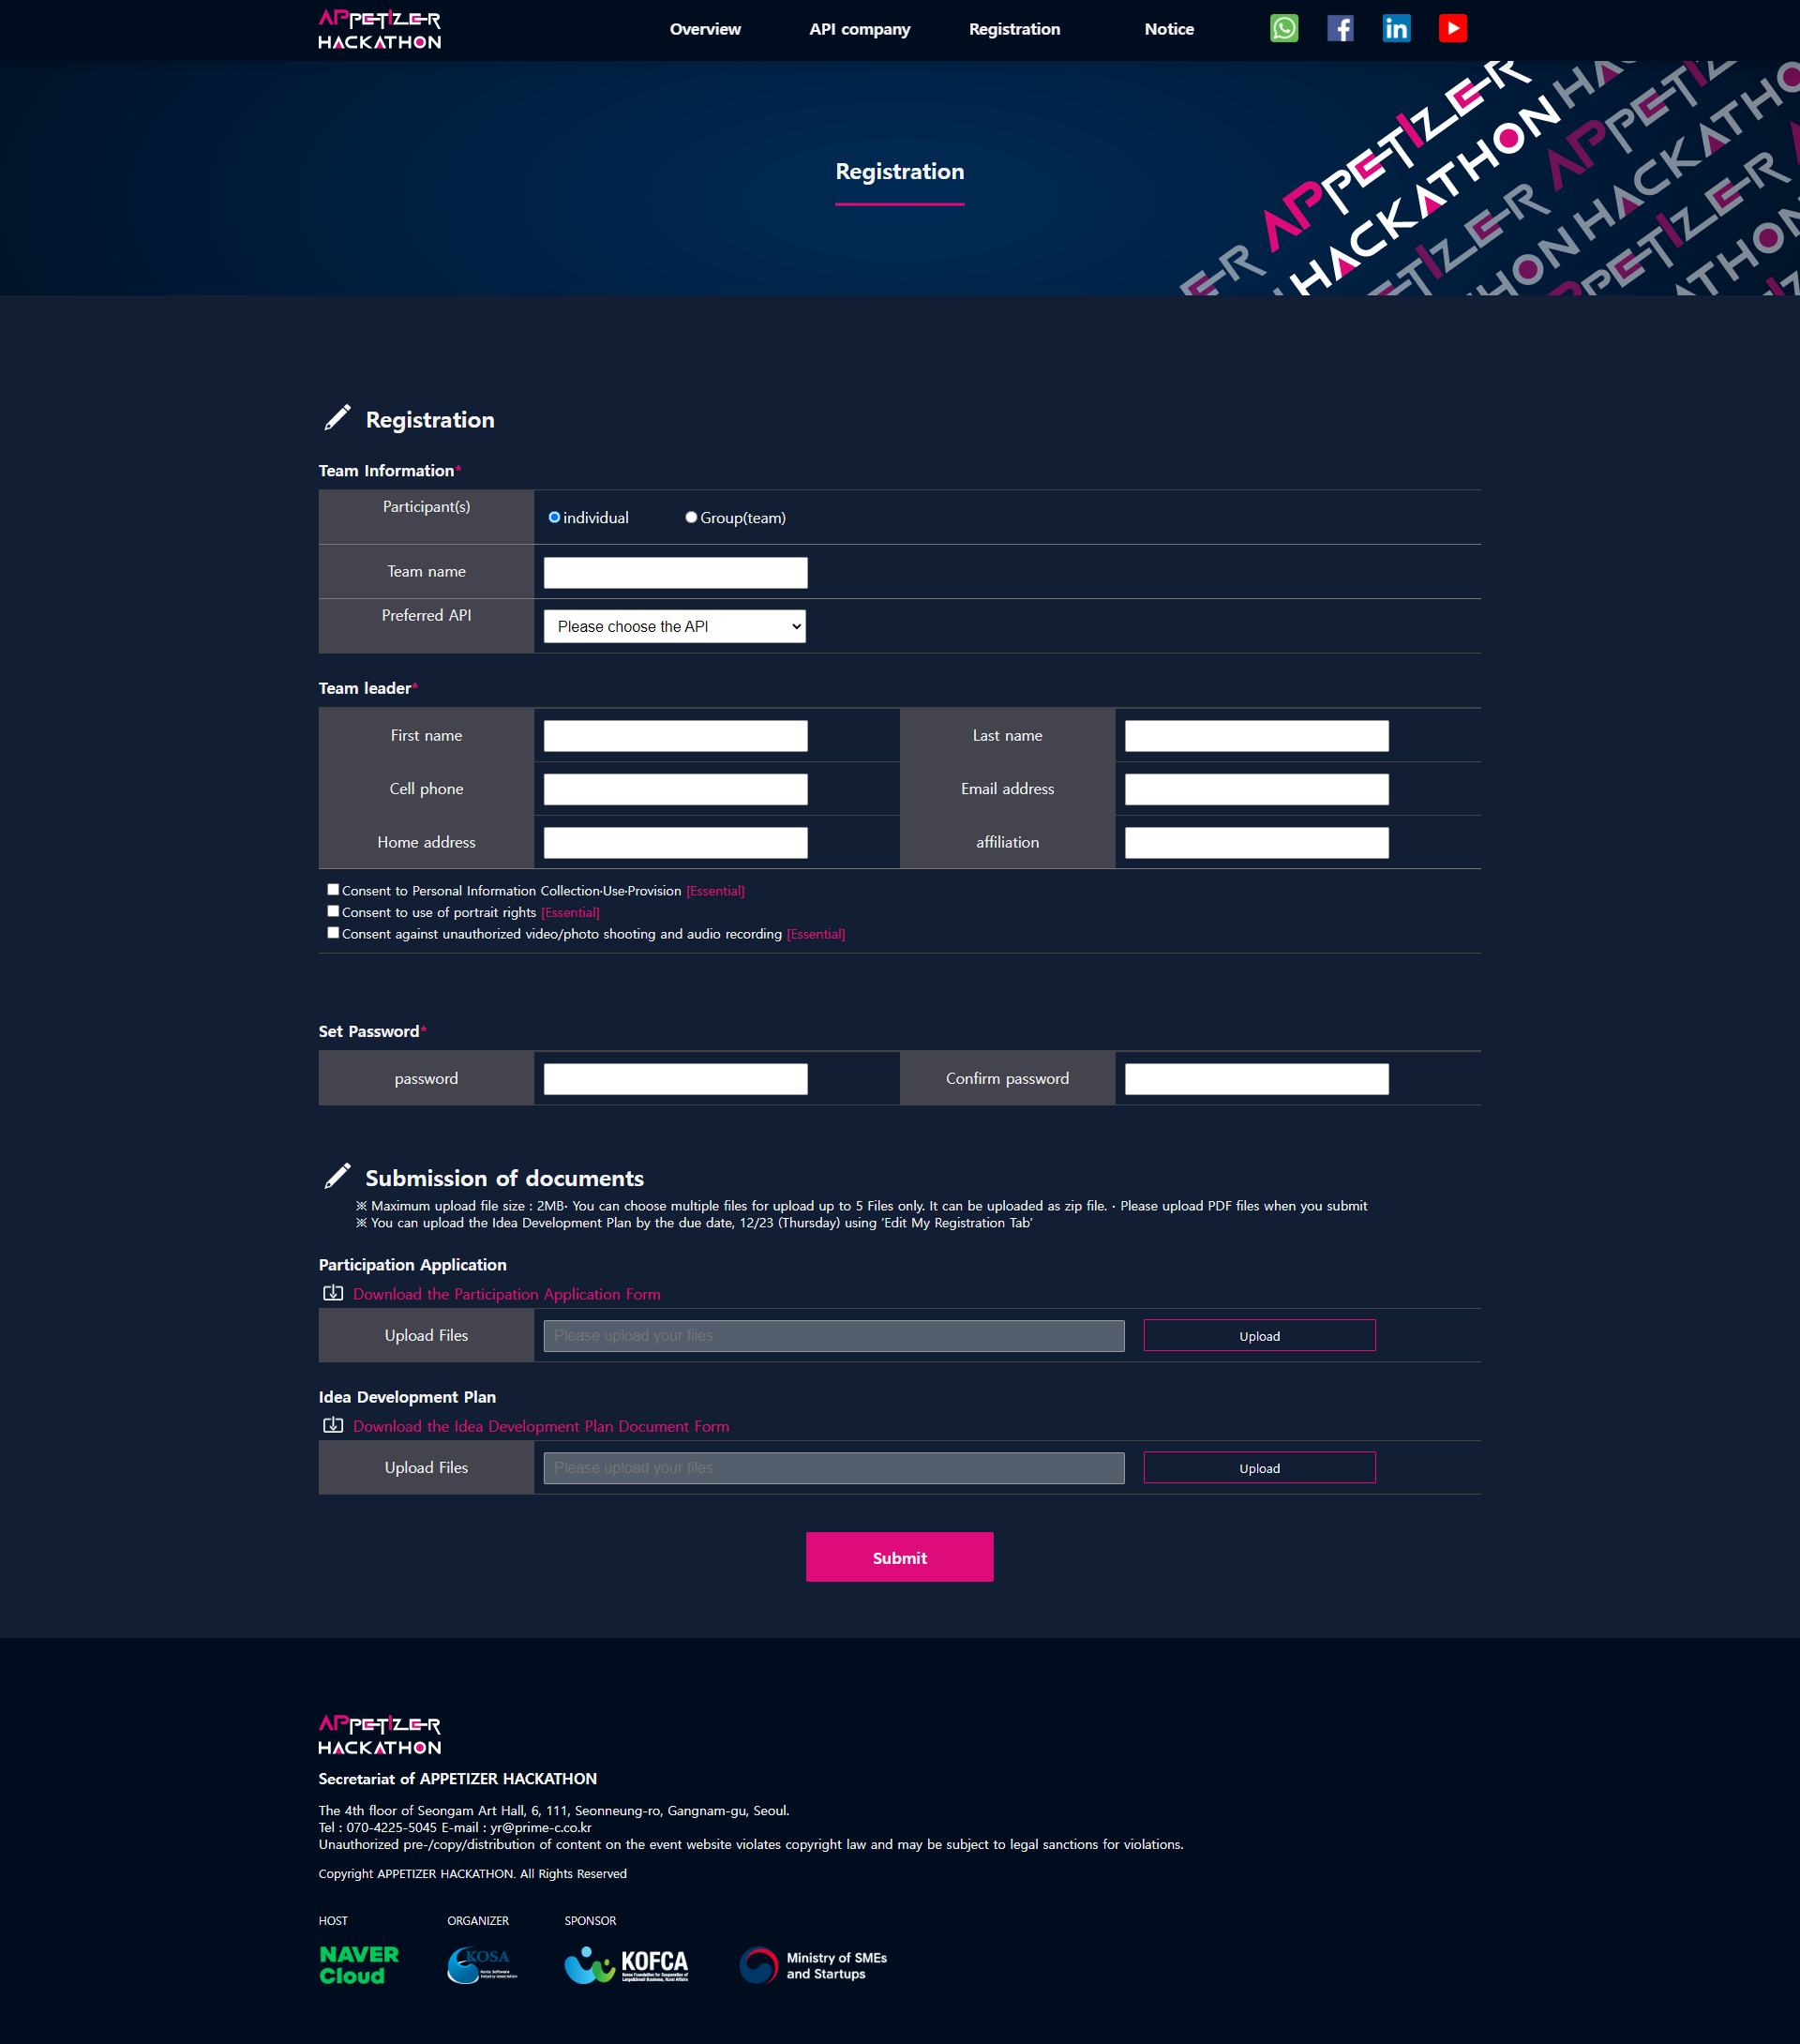 APPETIZER
HACKATHON
Overview
API company
Registration
Notice
Registration
APPETIZER
HACKATHON
Registration
Team Information*
Participant(s)
individual
Group(team)
Team name
Preferred API
Please choose the API
Team leader*
First name
Last name
Cell phone
Email address
Home address
affiliation
Consent to Personal Information Collection·Use·Provision [Essential]
Consent to use of portrait rights [Essential]
Consent against unauthorized video/photo shooting and audio recording [Essential]
Set Password*
password
Confirm password
Submission of documents
※ Maximum upload file size : 2MB· You can choose multiple files for upload up to 5 Files only. It can be uploaded as zip file. · Please upload PDF files when you submit
※ You can upload the Idea Development Plan by the due date, 12/23 (Thursday) using 'Edit My Registration Tab'
Participation Application
Download the Participation Application Form
Upload Files
Please upload your files
Upload
Idea Development Plan
Download the Idea Development Plan Document Form
Upload Files
Please upload your files
Upload
Submit
APPETIZER
HACKATHON
Secretariat of APPETIZER HACKATHON
The 4th floor of Seongam Art Hall, 6, 111, Seonneung-ro, Gangnam-gu, Seoul.
Tel : 070-4225-5045 E-mail : yr@prime-c.co.kr
Unauthorized pre-/copy/distribution of content on the event website violates copyright law and may be subject to legal sanctions for violations.
Copyright APPETIZER HACKATHON. All Rights Reserved
HOST
ORGANIZER
SPONSOR
NAVER
Cloud
KOSA
Korea Software
Industry Association
KOFCA
Ministry of SMEs
and Startups